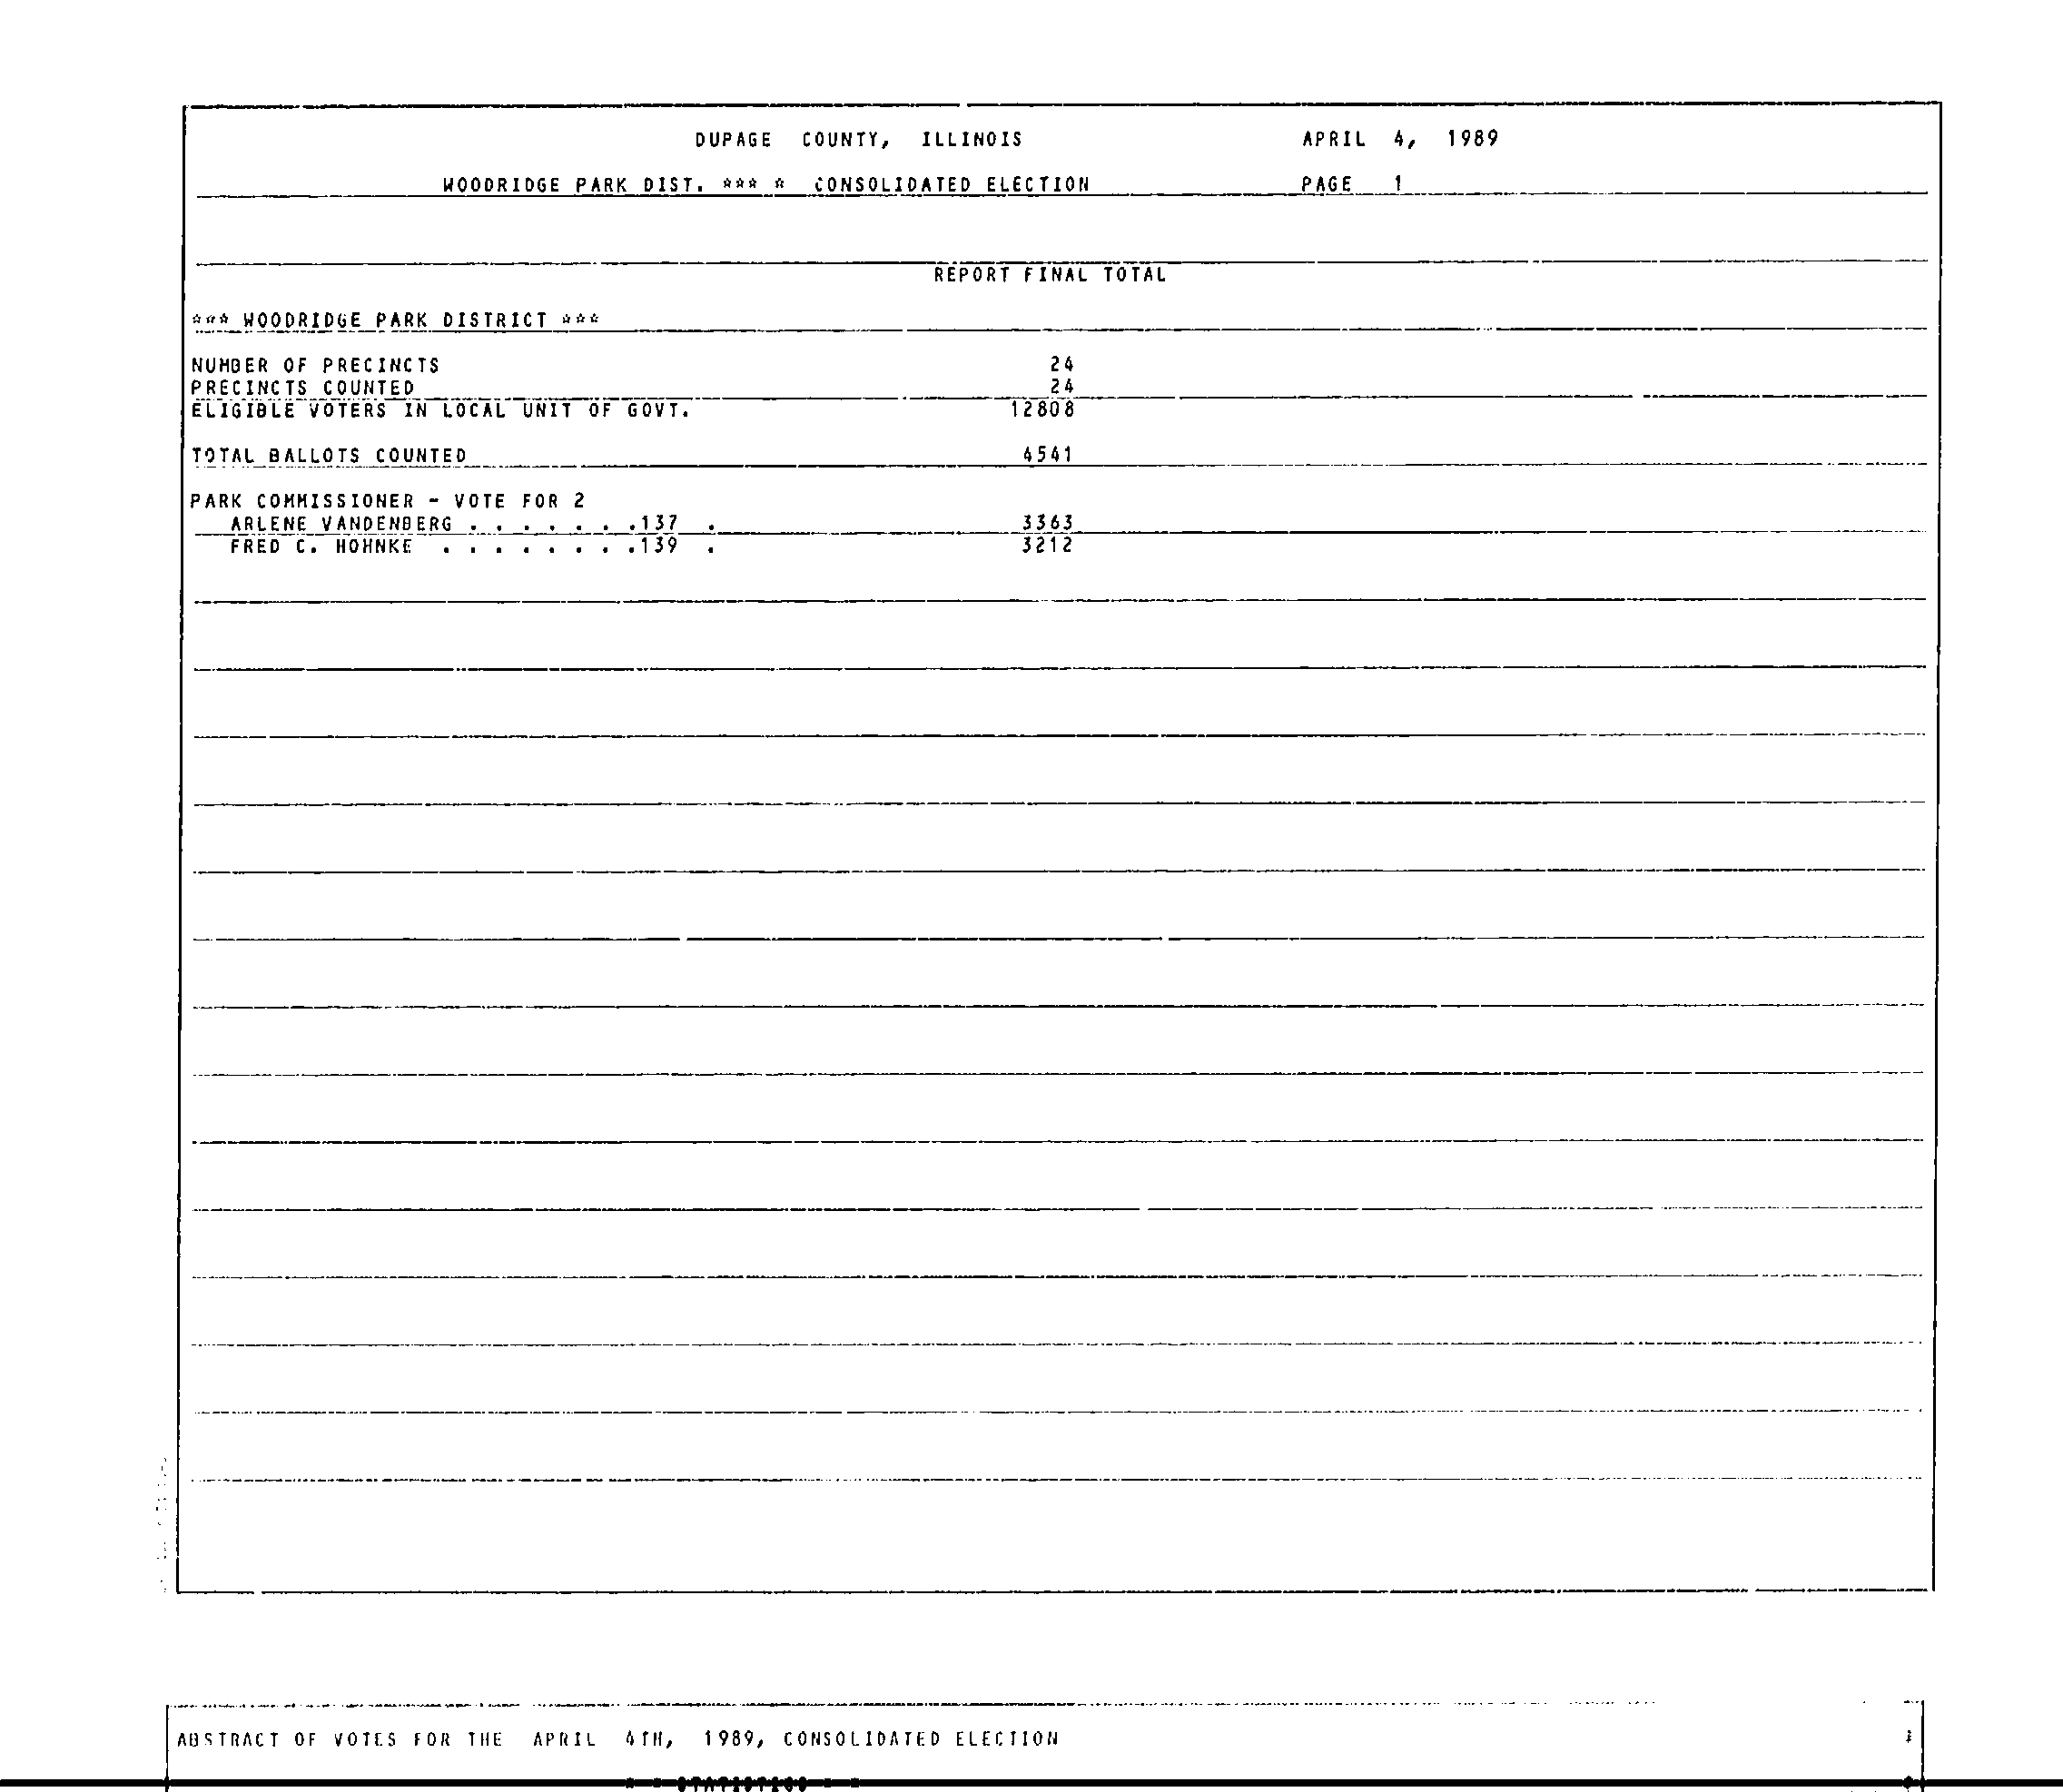 DUPAGE COUNTY, ILLINOIS APRIL 4, 1989
WOODRIDGE PARK DIST. *** * CONSOLIDATED ELECTION PAGE 1
REPORT FINAL TOTAL
*** WOODRIDGE PARK DISTRICT ***
NUMBER OF PRECINCTS 24
PRECINCTS COUNTED 24
ELIGIBLE VOTERS IN LOCAL UNIT OF GOVT. 12808
TOTAL BALLOTS COUNTED 4541
PARK COMMISSIONER - VOTE FOR 2
ARLENE VANDENBERG . . . . . . .137 . 3363
FRED C. HOHNKE . . . . . . . .139 . 3212
ABSTRACT OF VOTES FOR THE APRIL 4TH, 1989, CONSOLIDATED ELECTION